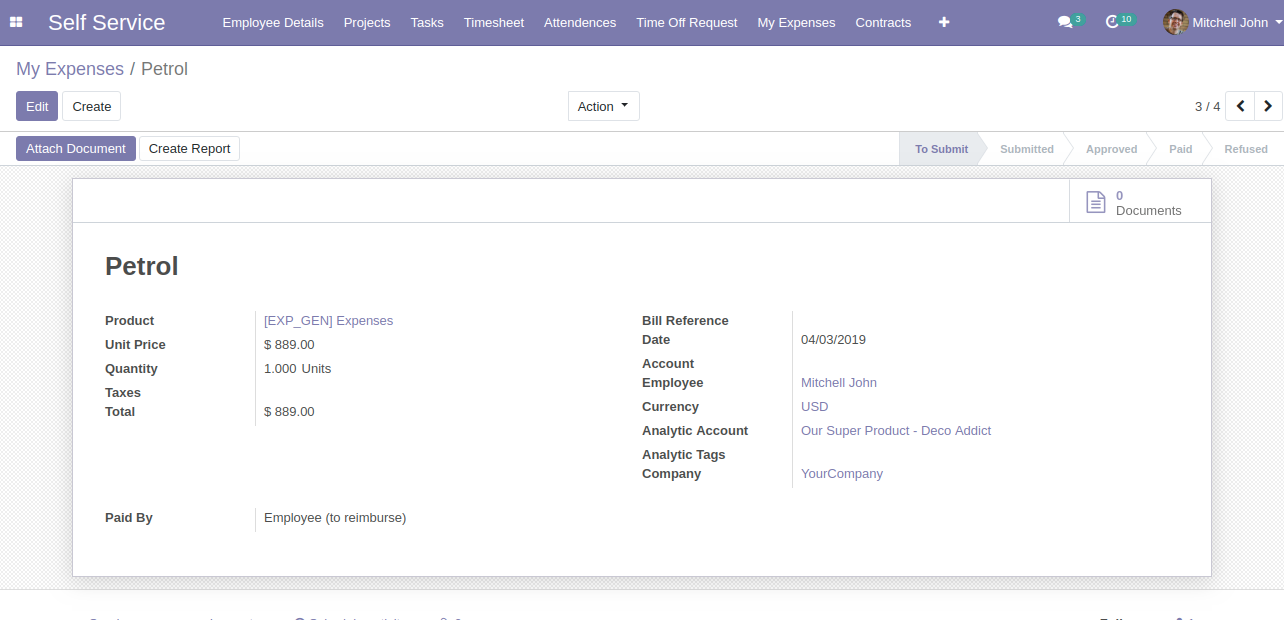 Self Service Employee Details Projects Tasks Timesheet Attendences Time Off Request My Expenses Contracts 3 10 Mitchell John
My Expenses / Petrol
Edit Create Action 3 / 4
Attach Document Create Report To Submit Submitted Approved Paid Refused
0
Documents
Petrol
Product [EXP_GEN] Expenses
Unit Price $ 889.00
Quantity 1.000 Units
Taxes
Total $ 889.00
Bill Reference
Date 04/03/2019
Account
Employee Mitchell John
Currency USD
Analytic Account Our Super Product - Deco Addict
Analytic Tags
Company YourCompany
Paid By Employee (to reimburse)